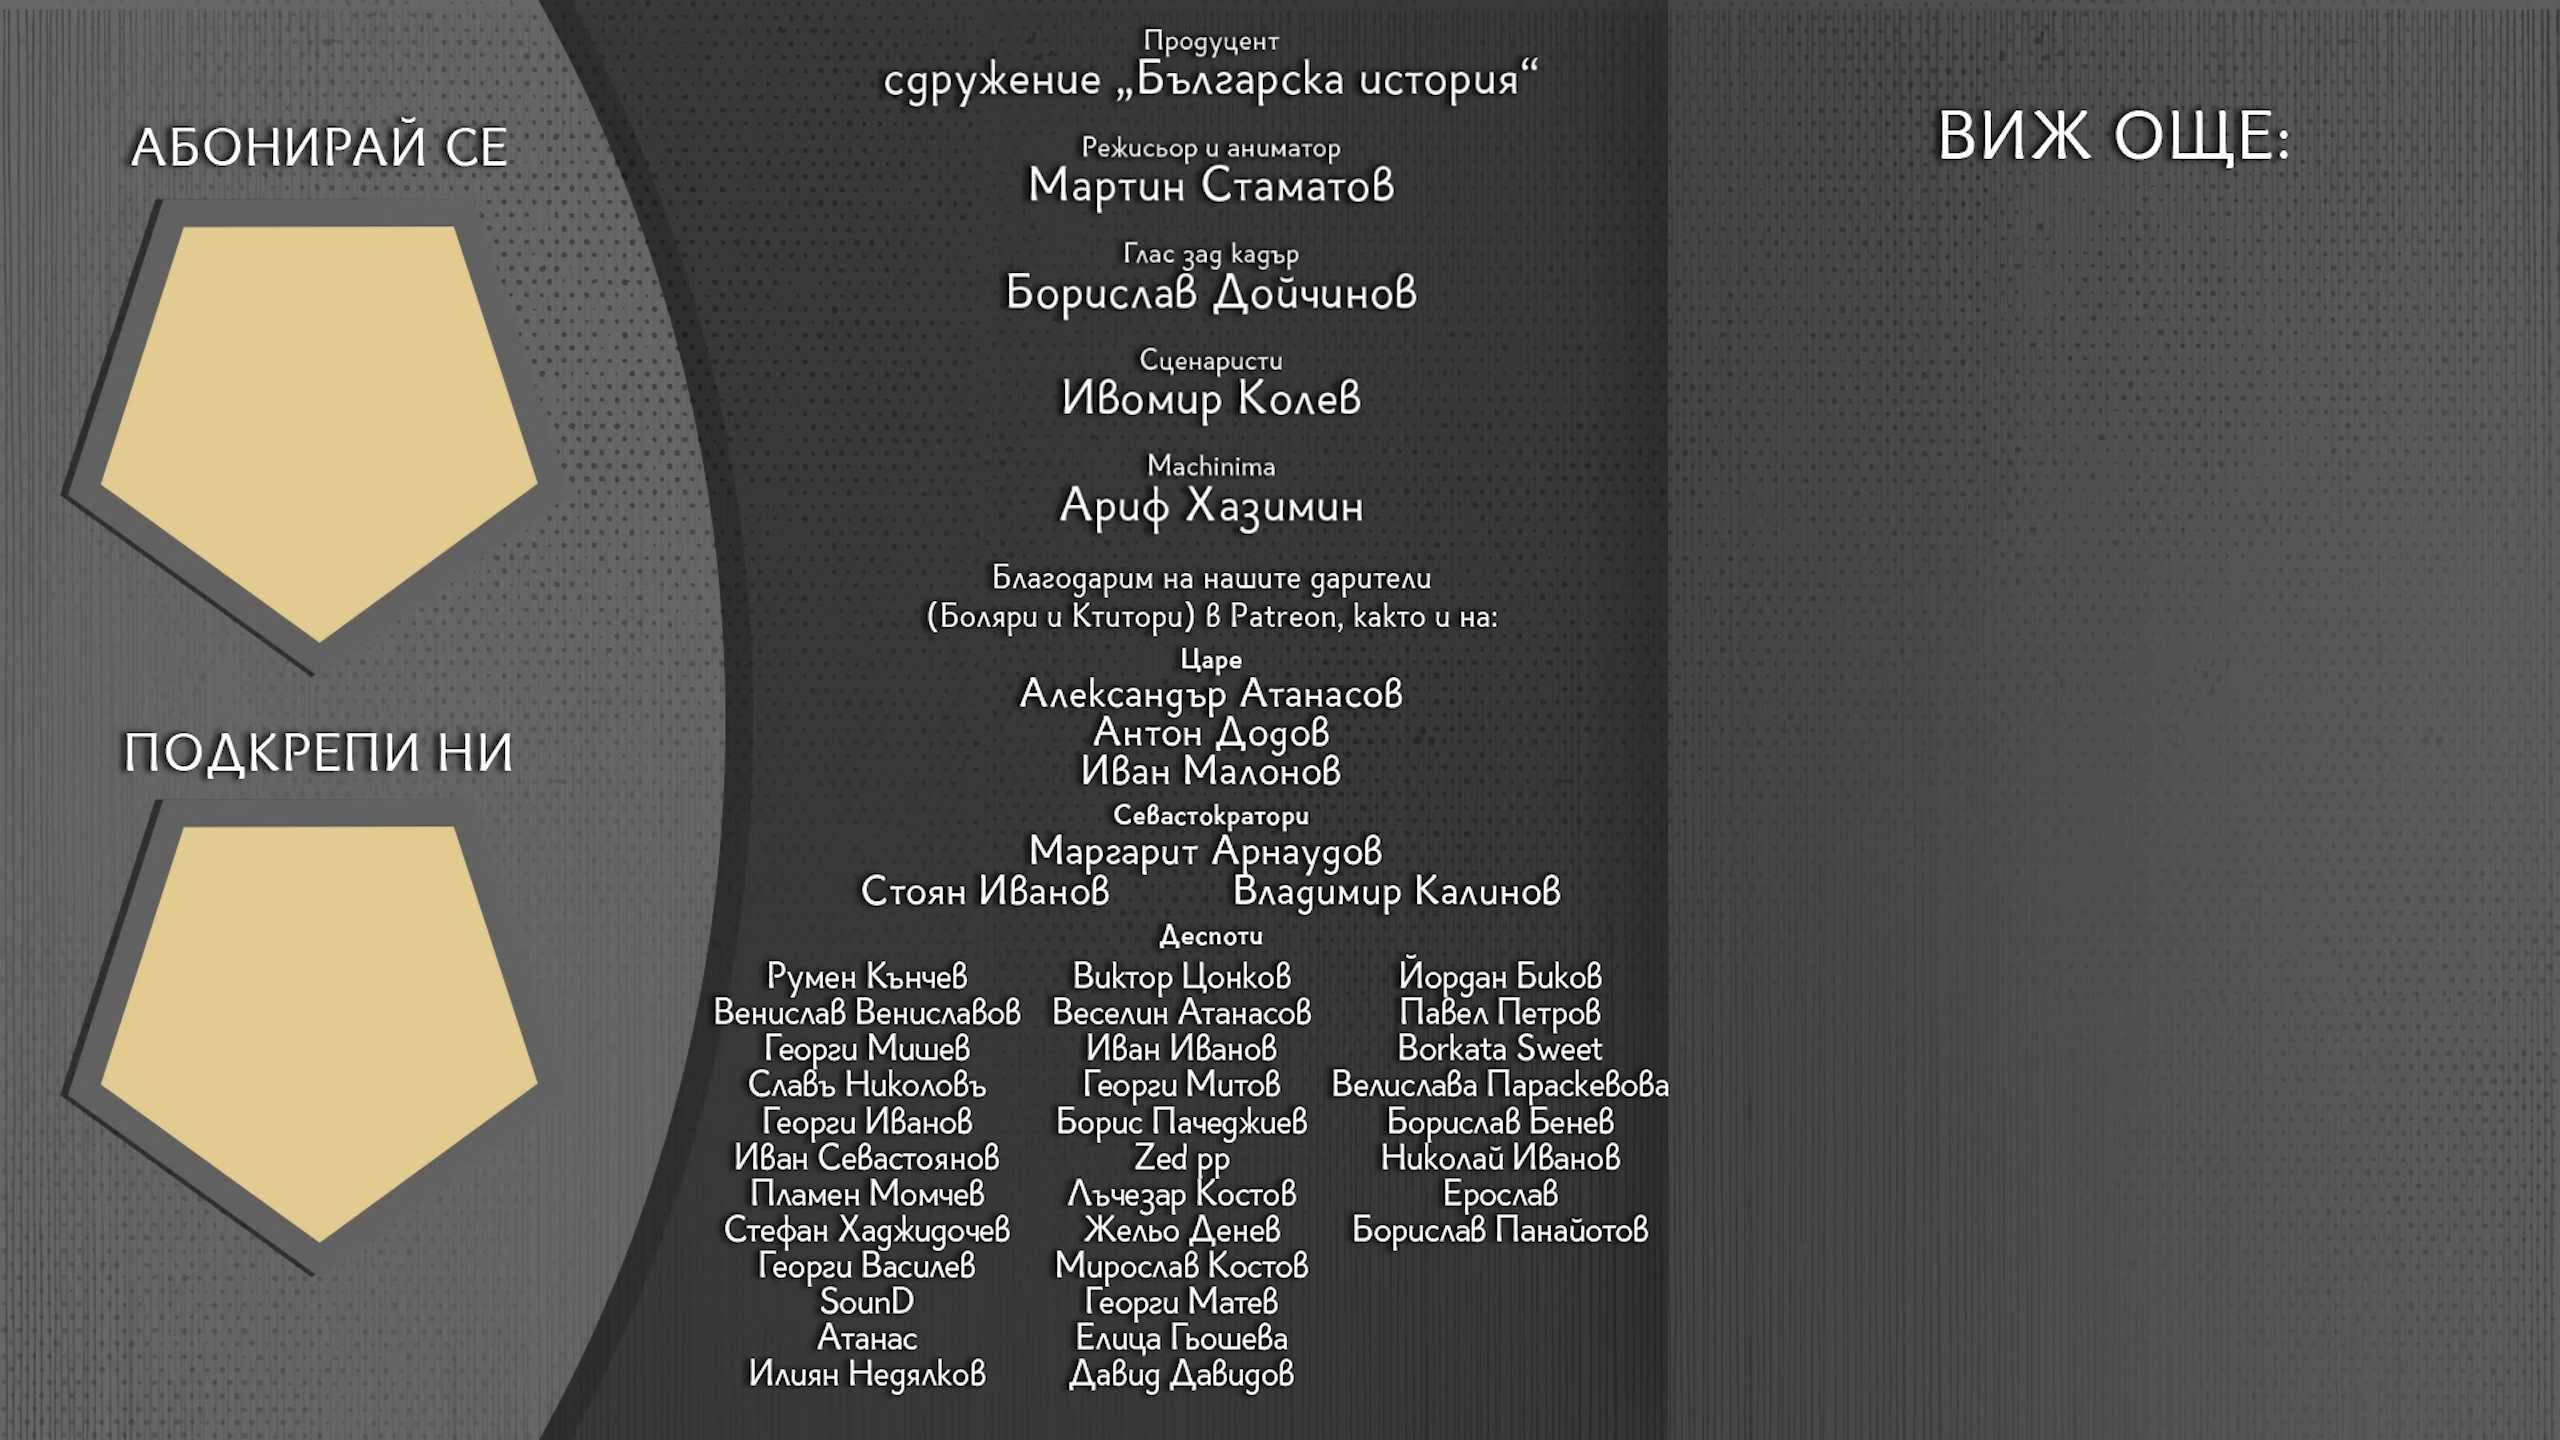 АБОНИРАЙ СЕ
ПОДКРЕПИ НИ
Продуцент
сдружение „Българска история“
Режисьор и аниматор
Мартин Стаматов
Глас зад кадър
Борислав Дойчинов
Сценаристи
Ивомир Колев
Machinima
Ариф Хазимин
Благодарим на нашите дарители
(Боляри и Ктитори) в Patreon, както и на:
Царе
Александър Атанасов
Антон Додов
Иван Малонов
Севастократори
Маргарит Арнаудов
Стоян Иванов Владимир Калинов
Деспоти
Румен Кънчев
Венислав Вениславов
Георги Мишев
Славъ Николовъ
Георги Иванов
Иван Севастоянов
Пламен Момчев
Стефан Хаджидочев
Георги Василев
SounD
Атанас
Илиян Недялков
Виктор Цонков
Веселин Атанасов
Иван Иванов
Георги Митов
Борис Пачеджиев
Zed pp
Лъчезар Костов
Жельо Денев
Мирослав Костов
Георги Матев
Елица Гьошева
Давид Давидов
Йордан Биков
Павел Петров
Borkata Sweet
Велислава Параскевова
Борислав Бенев
Николай Иванов
Ерослав
Борислав Панайотов
ВИЖ ОЩЕ: